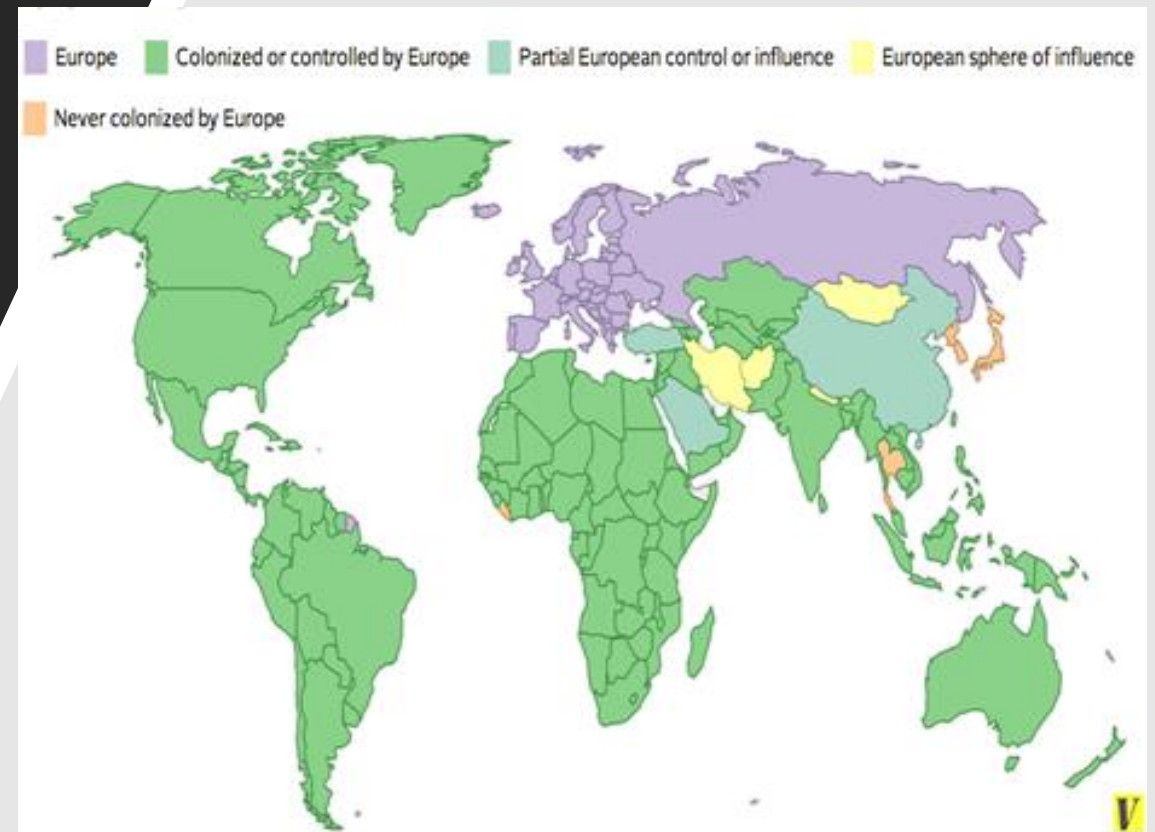 Europe Colonized or controlled by Europe Partial European control or influence European sphere of influence
Never colonized by Europe
V